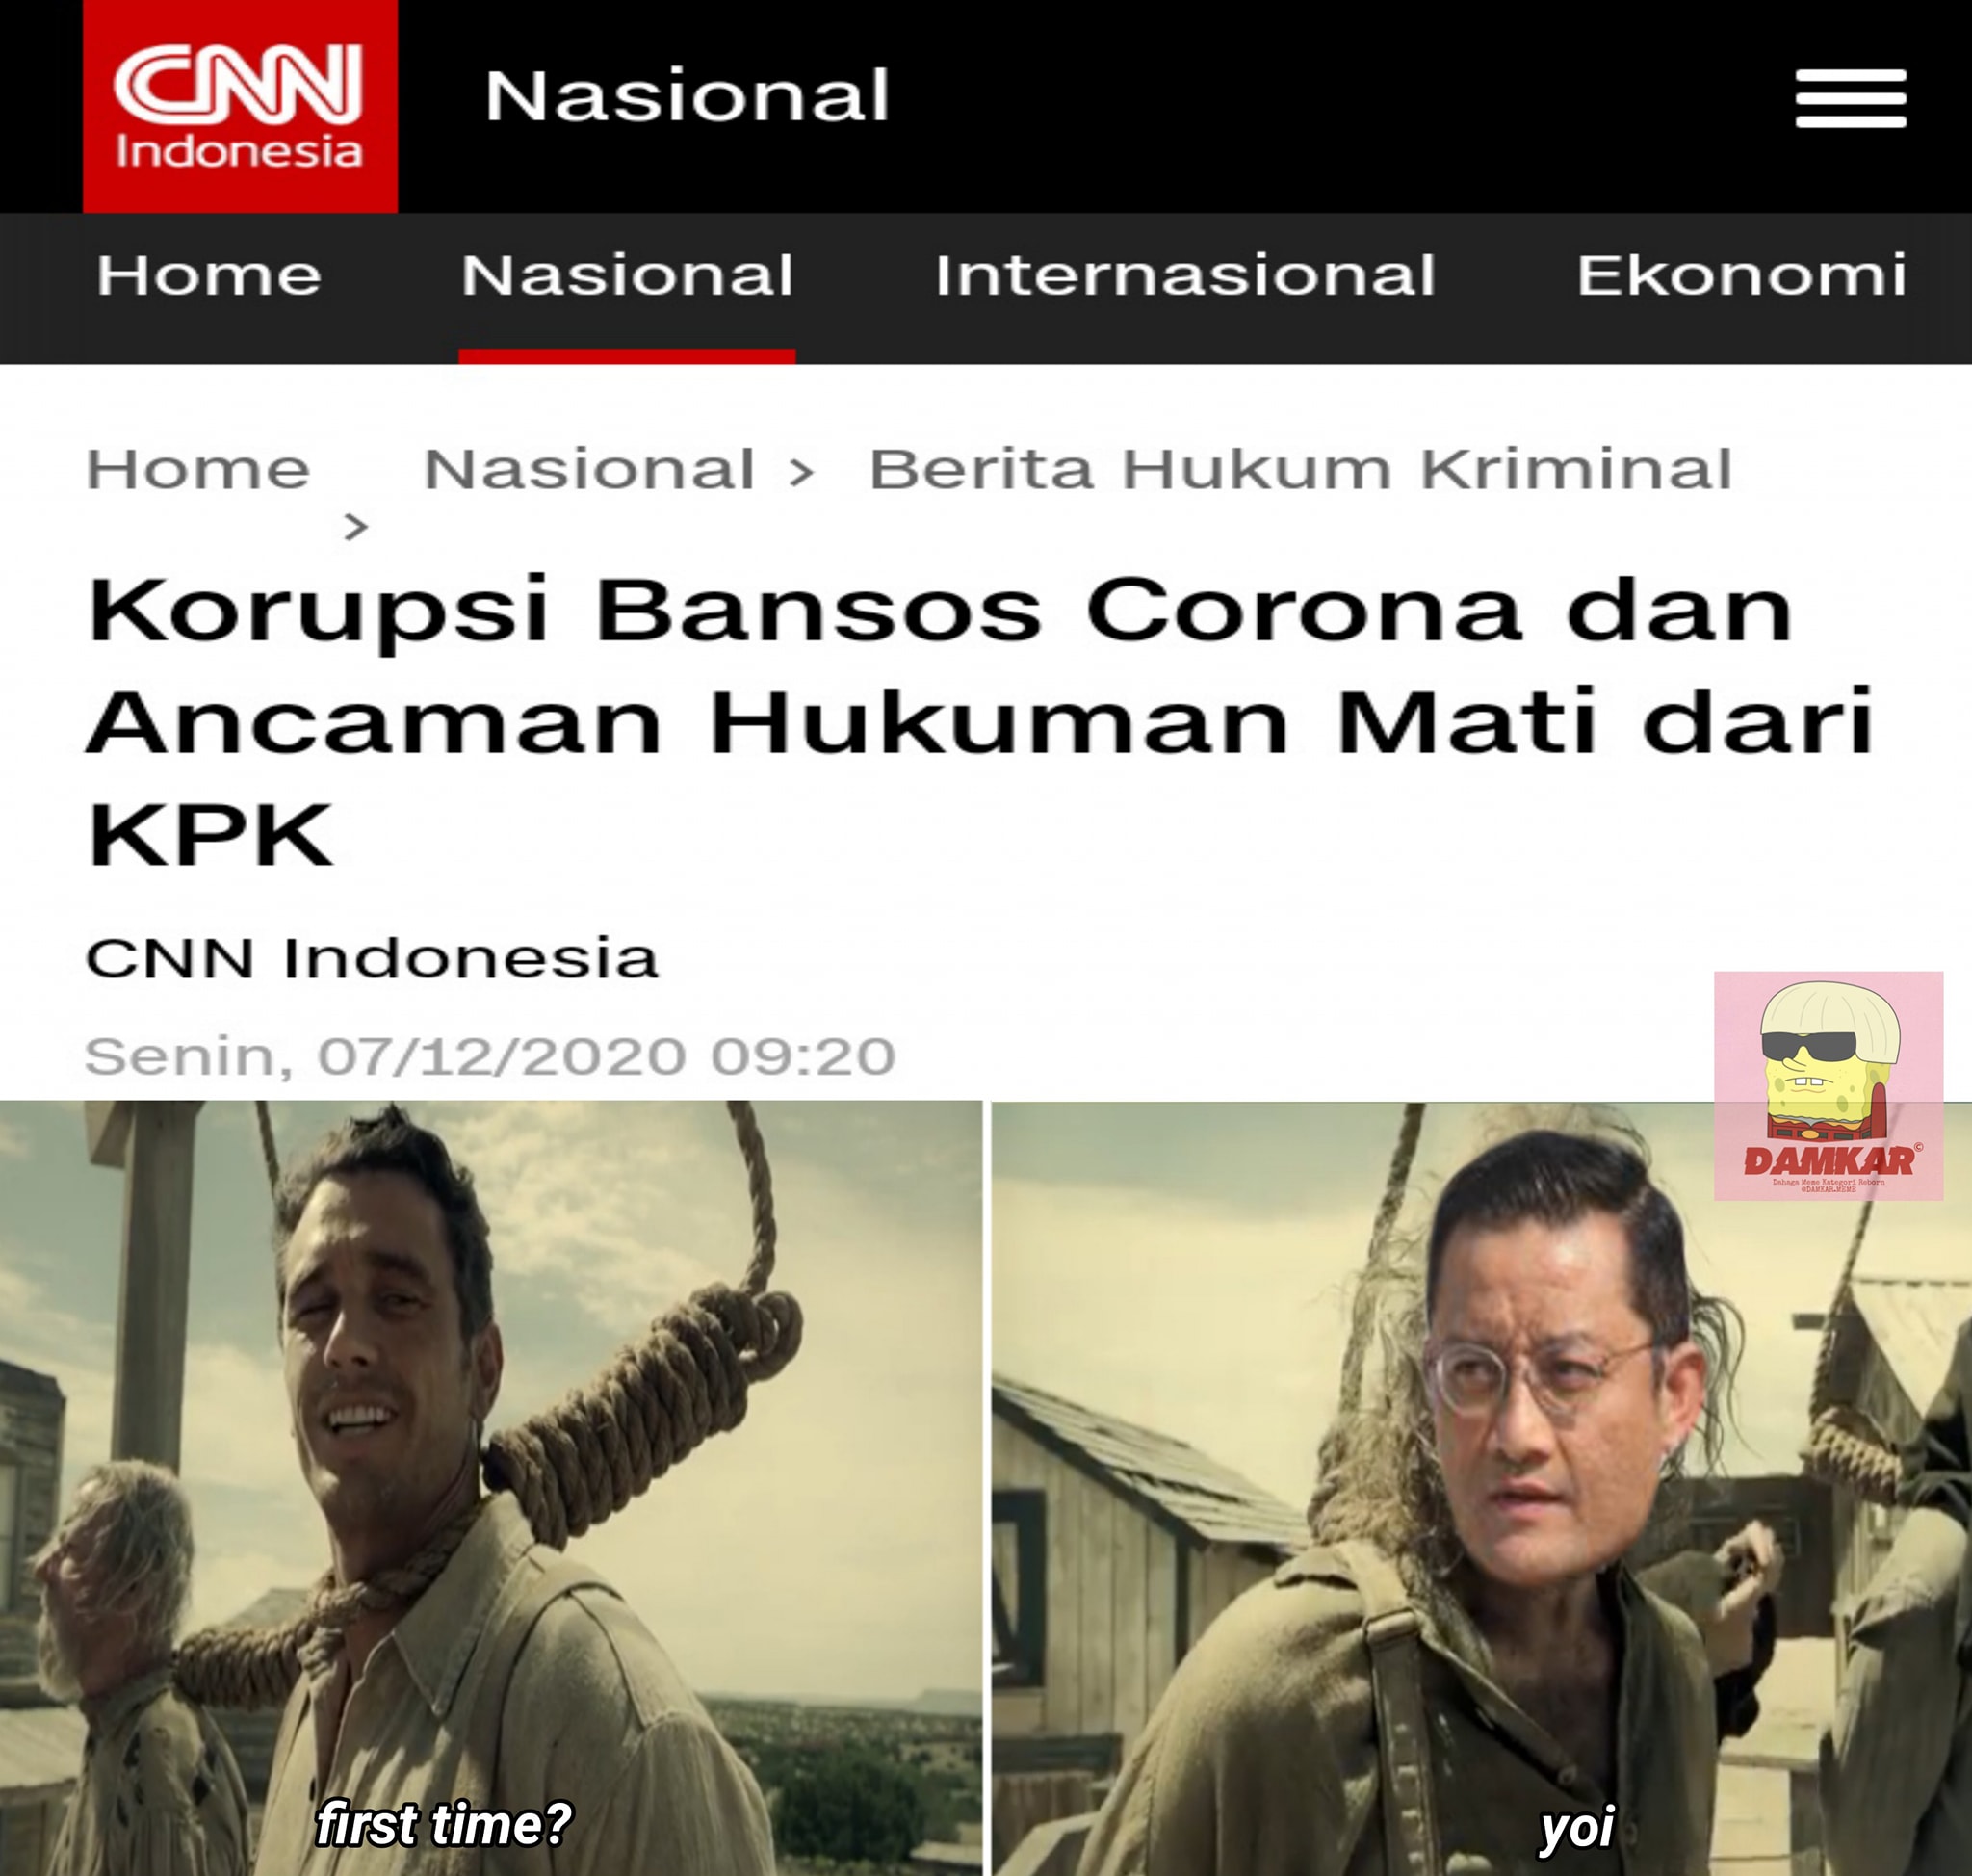 CNN
Indonesia
Nasional
Home Nasional Internasional Ekonomi
Home > Nasional > Berita Hukum Kriminal
Korupsi Bansos Corona dan
Ancaman Hukuman Mati dari
KPK
CNN Indonesia
Senin, 07/12/2020 09:20
DAMKAR©
Dahaga Meme Kategori Reborn
@DAMKAR.MEME
first time?
yoi